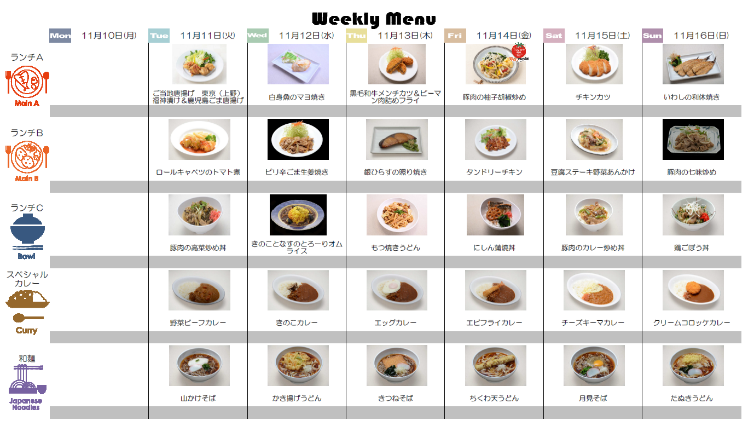 Weekly Menu
Mon 11月10日(月) Tue 11月11日(火) Wed 11月12日(水) Thu 11月13日(木) Fri 11月14日(金) Sat 11月15日(土) Sun 11月16日(日)
ランチA
Main A
ご当地唐揚げ 東京（上野）
福神漬け＆鹿児島ごま唐揚げ
白身魚のマヨ焼き
黒毛和牛メンチカツ＆ピーマ
ン肉詰めフライ
豚肉の柚子胡椒炒め
チキンカツ
いわしの利休焼き
ランチB
Main B
ロールキャベツのトマト煮
ピリ辛ごま生姜焼き
銀ひらすの照り焼き
タンドリーチキン
豆腐ステーキ野菜あんかけ
豚肉の七味炒め
ランチC
Bowl
豚肉の高菜炒め丼
きのことなすのとろーりオム
ライス
もつ焼きうどん
にしん蒲焼丼
豚肉のカレー炒め丼
鶏ごぼう丼
スペシャル
カレー
Curry
野菜ビーフカレー
きのこカレー
エッグカレー
エビフライカレー
チーズキーマカレー
クリームコロッケカレー
和麺
Japanese
Noodles
山かけそば
かき揚げうどん
きつねそば
ちくわ天うどん
月見そば
たぬきうどん